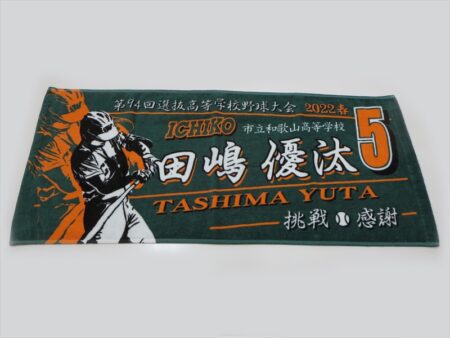 第94回選抜高等学校野球大会 2022春
ICHIKO 市立和歌山高等学校 5
田嶋 優汰
TASHIMA YUTA
挑戦 感謝